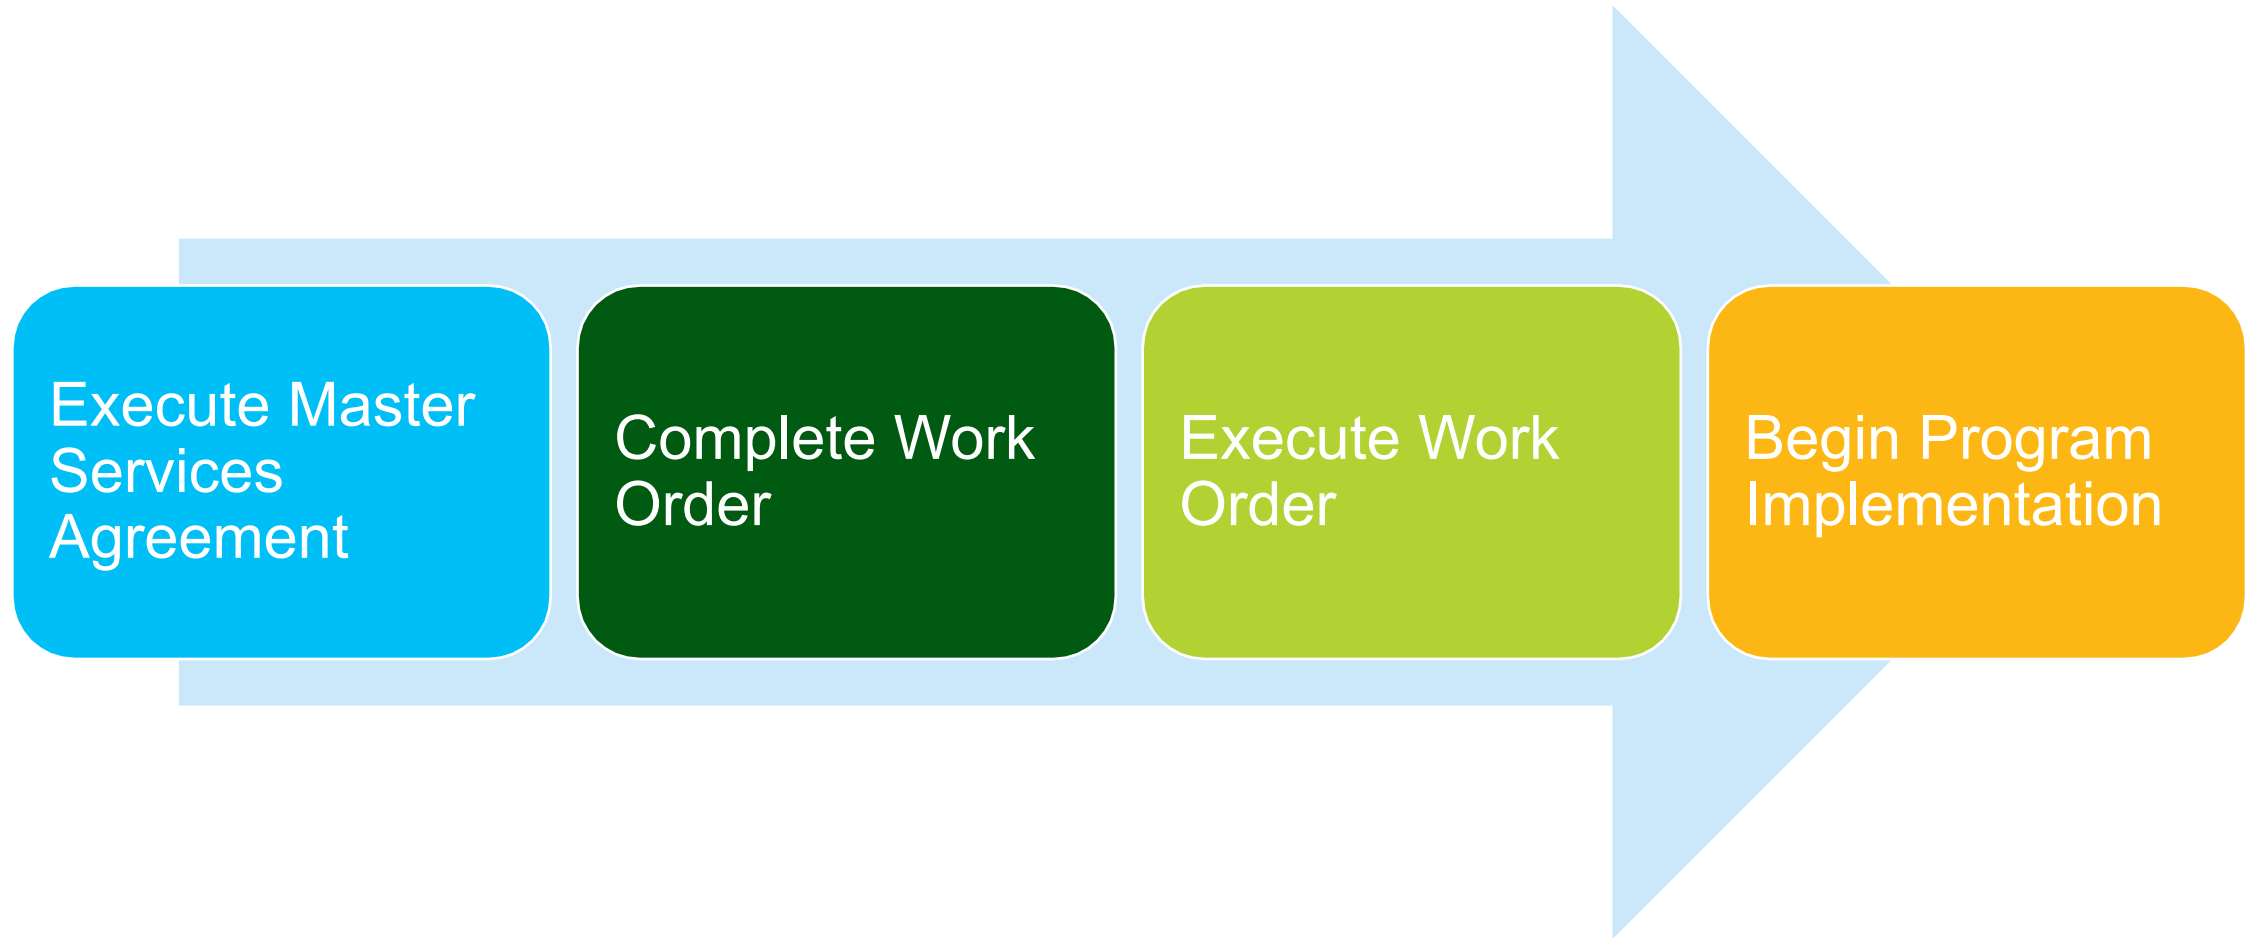 Execute Master
Services
Agreement
Complete Work
Order
Execute Work
Order
Begin Program
Implementation